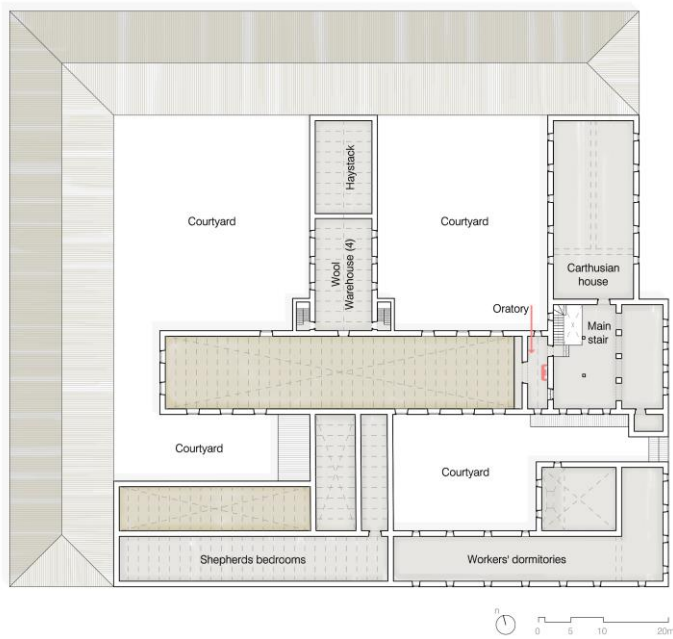 Haystack
Courtyard
Courtyard
Wool
Warehouse (4)
Carthusian
house
Oratory
Main
stair
Courtyard
Courtyard
Shepherds bedrooms
Workers' dormitories
n
0 5 10 20m